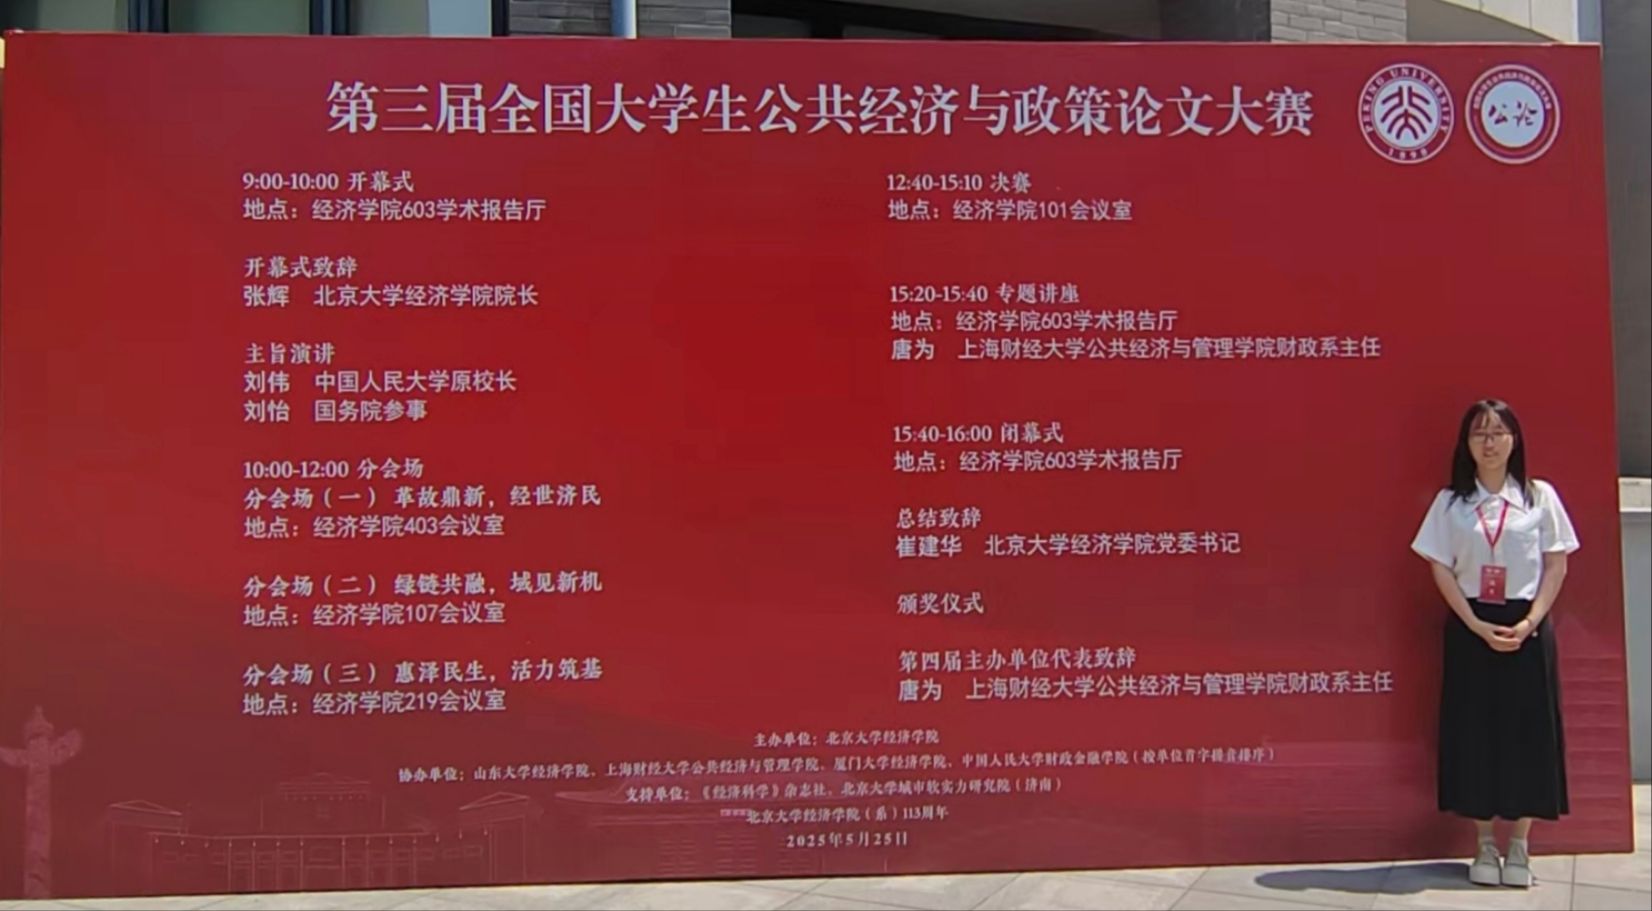 第三届全国大学生公共经济与政策论文大赛
PEKING UNIVERSITY
1898
公论
9:00-10:00 开幕式
地点：经济学院603学术报告厅
开幕式致辞
张辉 北京大学经济学院院长
主旨演讲
刘伟 中国人民大学原校长
刘怡 国务院参事
10:00-12:00 分会场
分会场（一）革故鼎新，经世济民
地点：经济学院403会议室
分会场（二）绿链共融，域见新机
地点：经济学院107会议室
分会场（三）惠泽民生，活力筑基
地点：经济学院219会议室
12:40-15:10 决赛
地点：经济学院101会议室
15:20-15:40 专题讲座
地点：经济学院603学术报告厅
唐为 上海财经大学公共经济与管理学院财政系主任
15:40-16:00 闭幕式
地点：经济学院603学术报告厅
总结致辞
崔建华 北京大学经济学院党委书记
颁奖仪式
第四届主办单位代表致辞
唐为 上海财经大学公共经济与管理学院财政系主任
主办单位：北京大学经济学院
协办单位：山东大学经济学院、上海财经大学公共经济与管理学院、厦门大学经济学院、中国人民大学财政金融学院（按单位首字拼音排序）
支持单位：《经济科学》杂志社、北京大学城市软实力研究院（济南）
北京大学经济学院（系）113周年
2025年5月25日